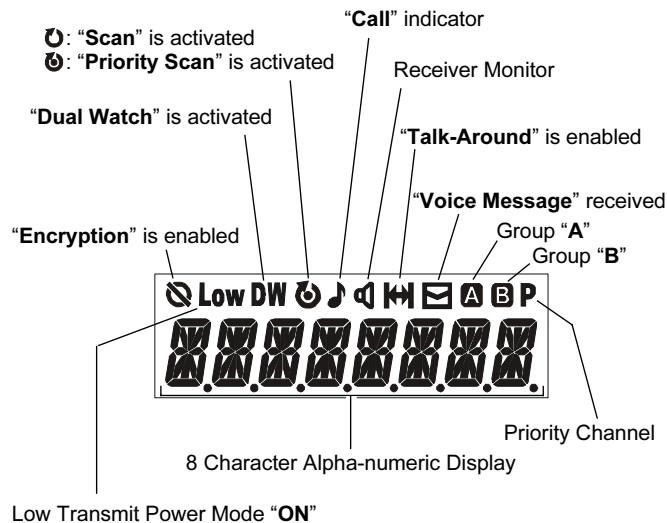 “Call” indicator
: “Scan” is activated
: “Priority Scan” is activated
Receiver Monitor
“Dual Watch” is activated
“Talk-Around” is enabled
“Voice Message” received
“Encryption” is enabled
Group “A”
Group “B”
Low DW A B P
Priority Channel
8 Character Alpha-numeric Display
Low Transmit Power Mode “ON”